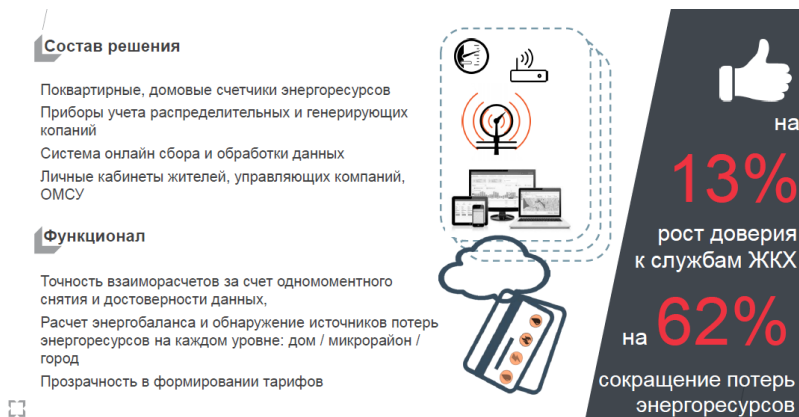 Состав решения
Поквартирные, домовые счетчики энергоресурсов
Приборы учета распределительных и генерирующих
копаний
Система онлайн сбора и обработки данных
Личные кабинеты жителей, управляющих компаний,
ОМСУ
Функционал
Точность взаиморасчетов за счет одномоментного
снятия и достоверности данных,
Расчет энергобаланса и обнаружение источников потерь
энергоресурсов на каждом уровне: дом / микрорайон /
город
Прозрачность в формировании тарифов
на
13%
рост доверия
к службам ЖКХ
на 62%
сокращение потерь
энергоресурсов